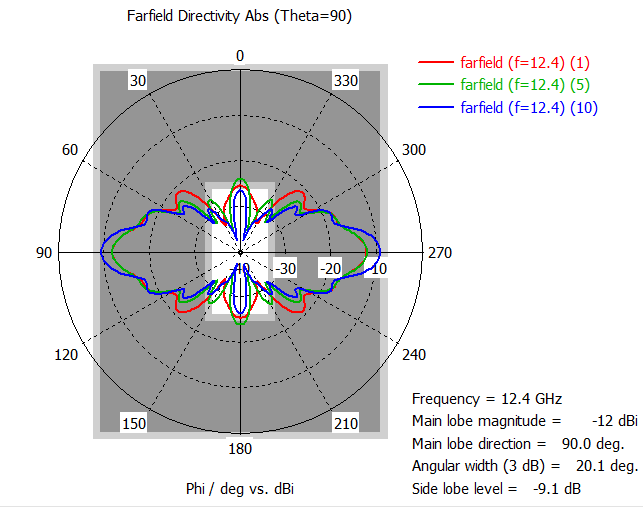 Farfield Directivity Abs (Theta=90)
0
30
330
farfield (f=12.4) (1)
farfield (f=12.4) (5)
farfield (f=12.4) (10)
60
300
90
-40
-30
-20
-10
270
120
240
150
210
180
Frequency = 12.4 GHz
Main lobe magnitude = -12 dBi
Main lobe direction = 90.0 deg.
Angular width (3 dB) = 20.1 deg.
Side lobe level = -9.1 dB
Phi / deg vs. dBi